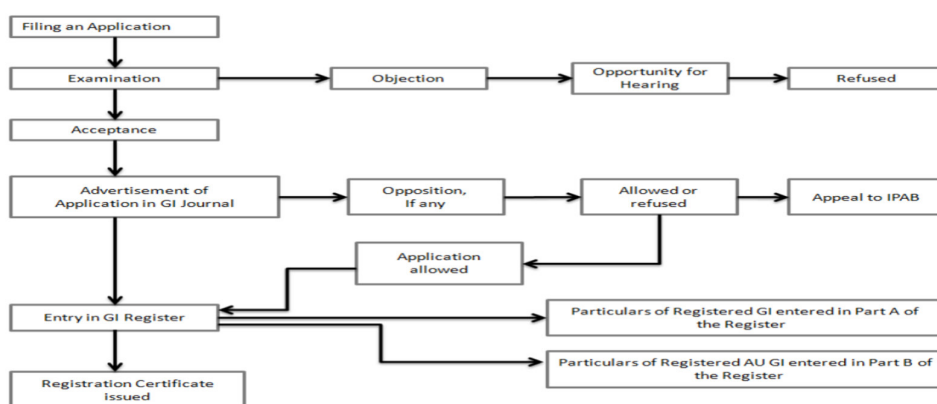 Filing an Application
Examination
Objection
Opportunity for
Hearing
Refused
Acceptance
Advertisement of
Application in GI Journal
Opposition,
If any
Allowed or
refused
Appeal to IPAB
Application
allowed
Entry in GI Register
Particulars of Registered GI entered in Part A of
the Register
Particulars of Registered AU GI entered in Part B of
the Register
Registration Certificate
issued